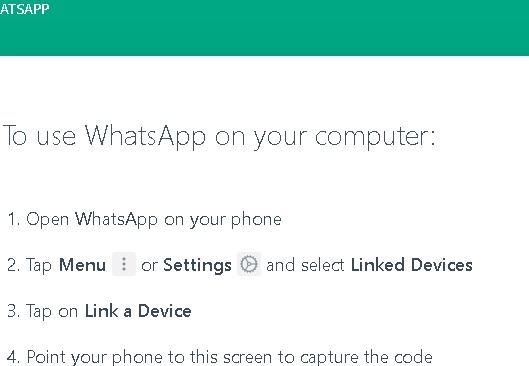 ATSAPP
To use WhatsApp on your computer:
1. Open WhatsApp on your phone
2. Tap Menu or Settings and select Linked Devices
3. Tap on Link a Device
4. Point your phone to this screen to capture the code